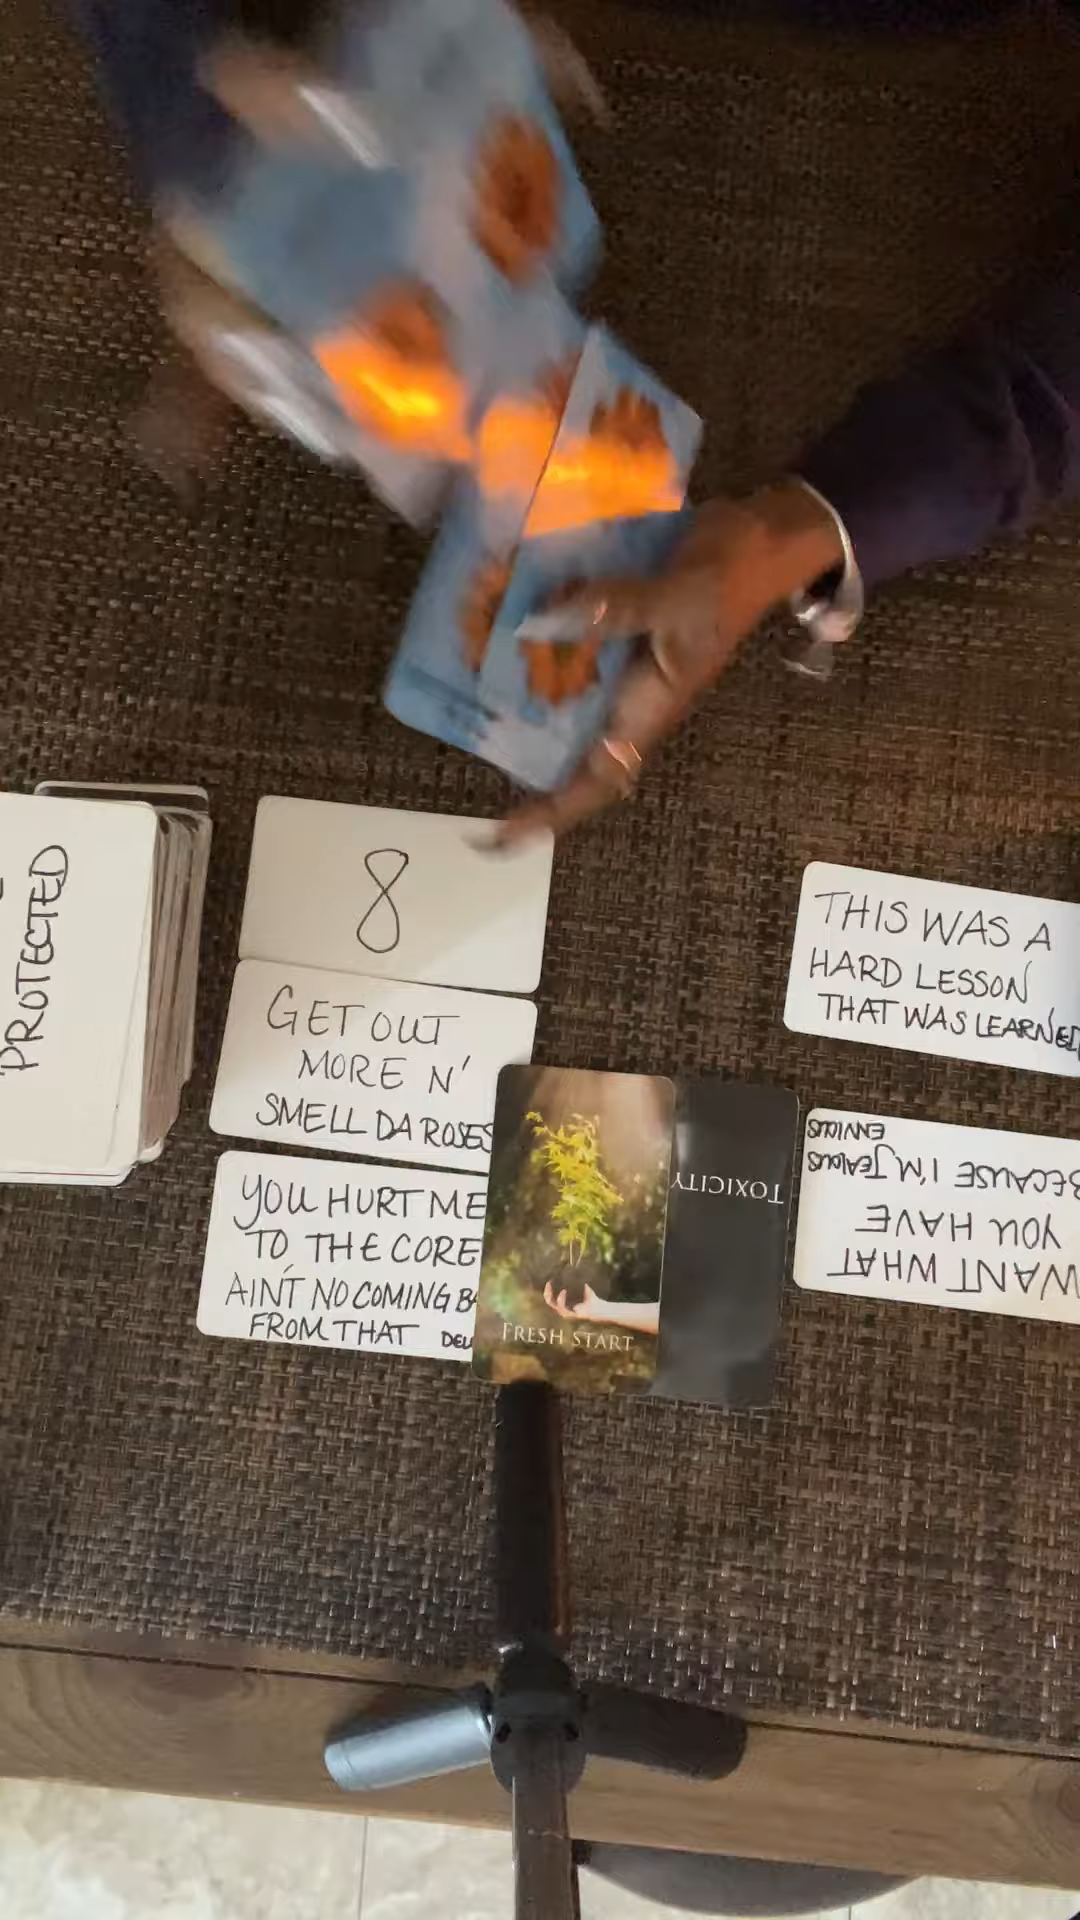 PROTECTED
8
GET OUT
MORE N'
SMELL DA ROSES
YOU HURT ME
TO THE CORE
AIN'T NO COMING
FROM THAT
FRESH START
TOXICITY
THIS WAS A
HARD LESSON
THAT WAS LEARNED
WANT WHAT
YOU HAVE
BECAUSE I'M JEALOUS
ENVIOUS